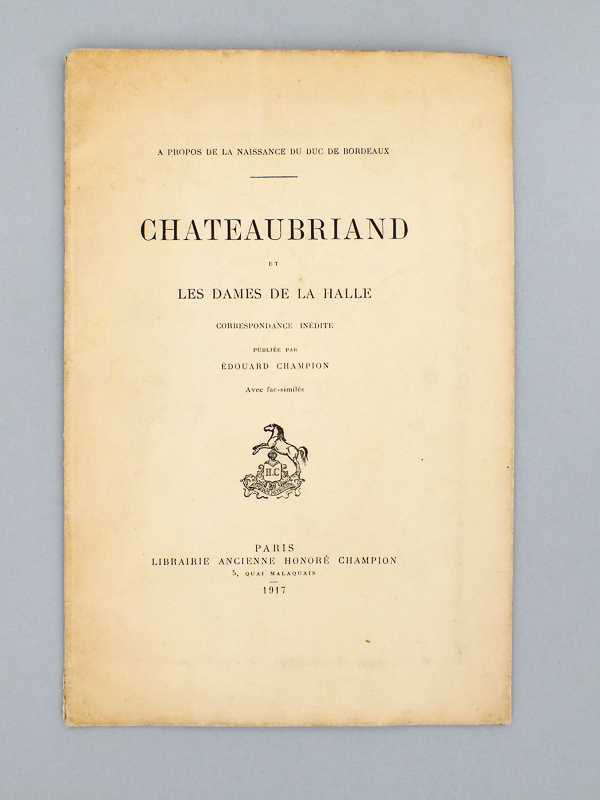 A PROPOS DE LA NAISSANCE DU DUC DE BORDEAUX
CHATEAUBRIAND
ET
LES DAMES DE LA HALLE
CORRESPONDANCE INÉDITE
PUBLIÉE PAR
ÉDOUARD CHAMPION
Avec fac-similés
H.C
PARIS
LIBRAIRIE ANCIENNE HONORÉ CHAMPION
5, QUAI MALAQUAIS
1917